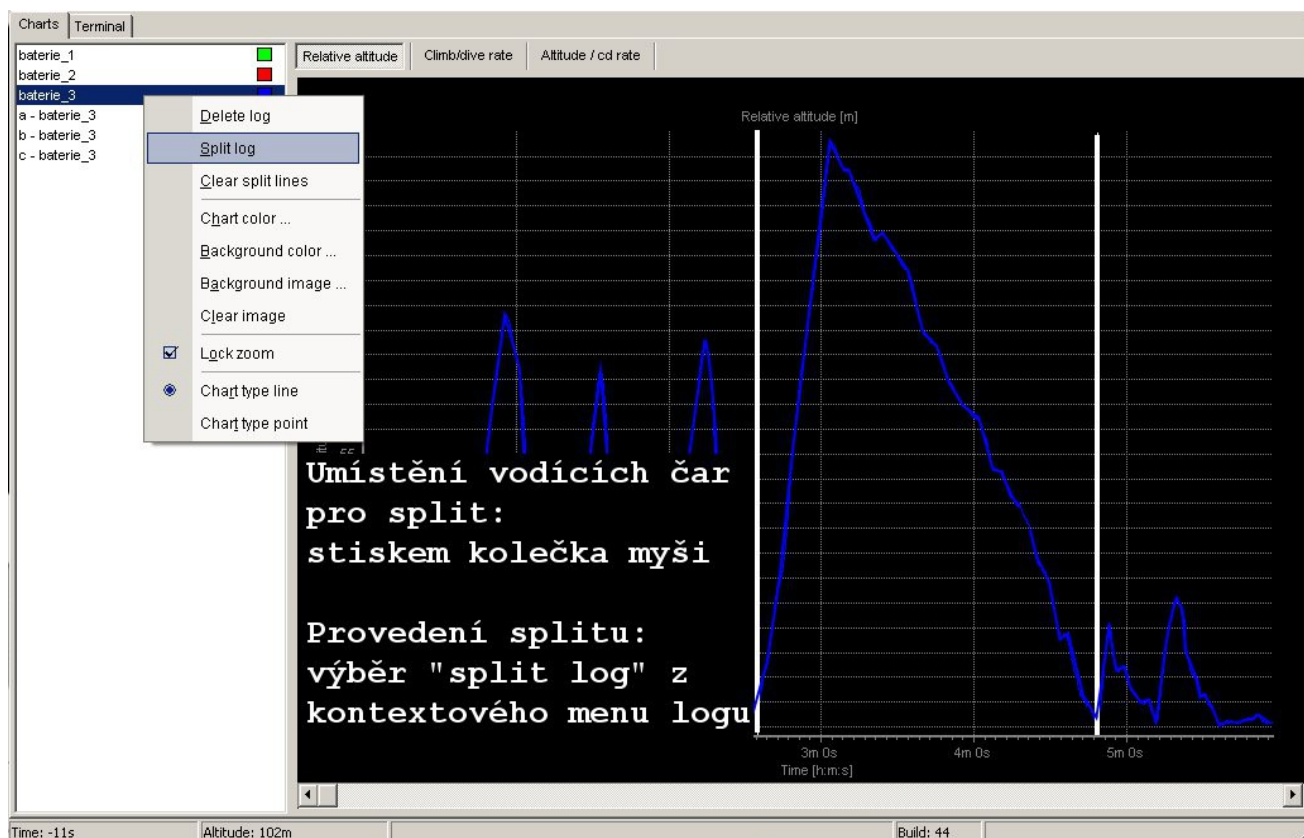 Charts Terminal
baterie_1
baterie_2
baterie_3
a - baterie_3
b - baterie_3
c - baterie_3
Delete log
Split log
Clear split lines
Chart color ...
Background color ...
Background image ...
Clear image
Lock zoom
Chart type line
Chart type point
Relative altitude Climb/dive rate Altitude / cd rate
Relative altitude [m]
Umístění vodících čar
pro split:
stiskem kolečka myši
Provedení splitu:
výběr "split log" z
kontextového menu logu
3m 0s 4m 0s 5m 0s
Time [h:m:s]
Time: -11s Altitude: 102m Build: 44